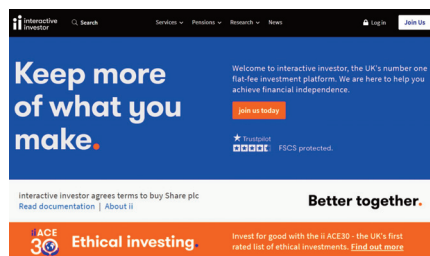 interactive investor
Search
Services
Pensions
Research
News
Log in
Join Us
Keep more
of what you
make.
Welcome to interactive investor, the UK's number one
flat-fee investment platform. We are here to help you
achieve financial independence.
join us today
Trustpilot
FSCS protected.
interactive investor agrees terms to buy Share plc
Read documentation | About ii
Better together.
ii ACE
30
Ethical investing.
Invest for good with the ii ACE30 - the UK's first
rated list of ethical investments. Find out more